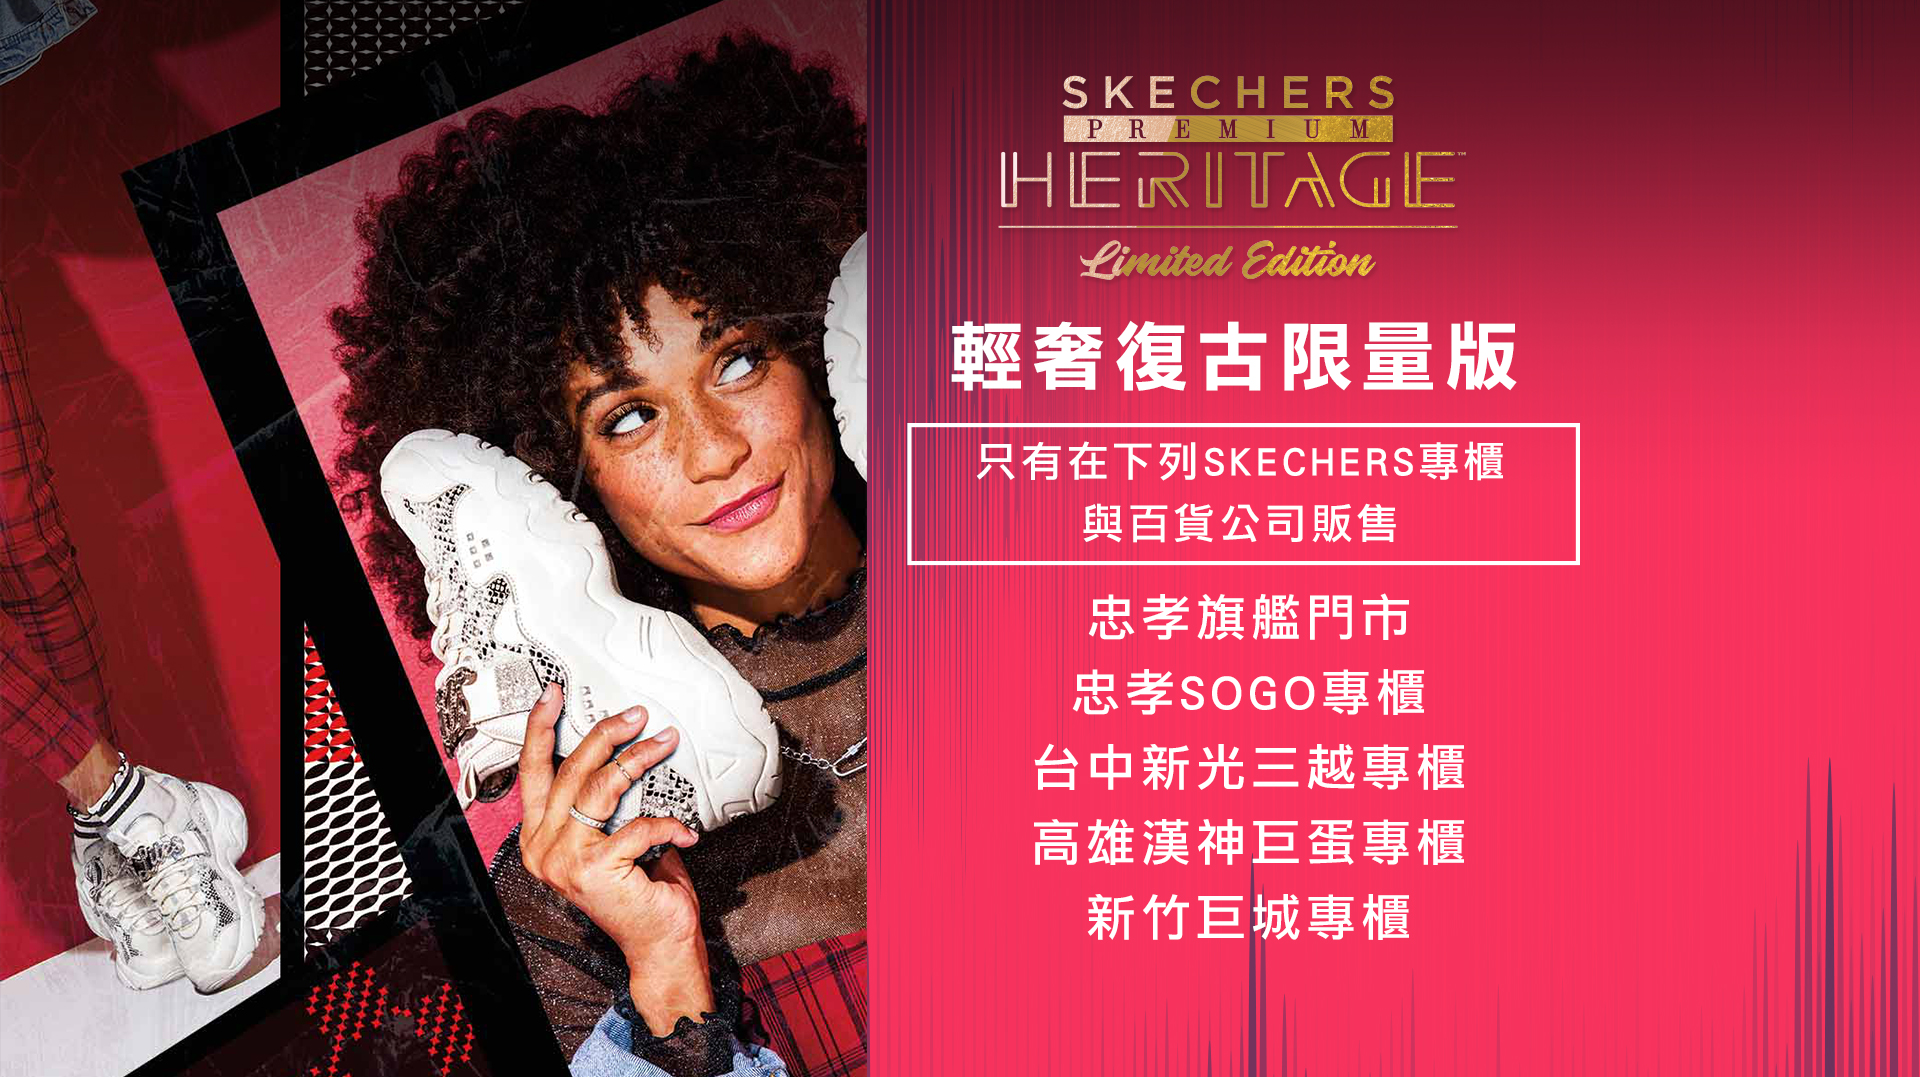 SKECHERS
PREMIUM
HERITAGE™
Limited Edition
輕奢復古限量版
只有在下列SKECHERS專櫃
與百貨公司販售
忠孝旗艦門市
忠孝SOGO專櫃
台中新光三越專櫃
高雄漢神巨蛋專櫃
新竹巨城專櫃